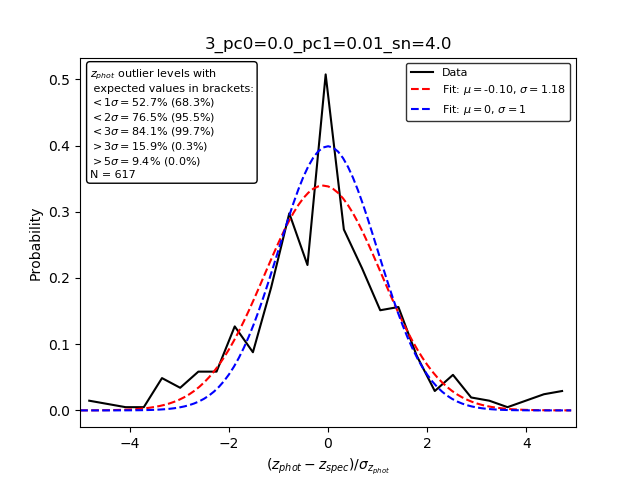 3_pc0=0.0_pc1=0.01_sn=4.0
z_phot outlier levels with
expected values in brackets:
<1σ=52.7% (68.3%)
<2σ=76.5% (95.5%)
<3σ=84.1% (99.7%)
>3σ=15.9% (0.3%)
>5σ=9.4% (0.0%)
N = 617
Data
Fit: μ=-0.10, σ=1.18
Fit: μ=0, σ=1
Probability
0.5
0.4
0.3
0.2
0.1
0.0
−4 −2 0 2 4
(z_phot − z_spec)/σ_z_phot